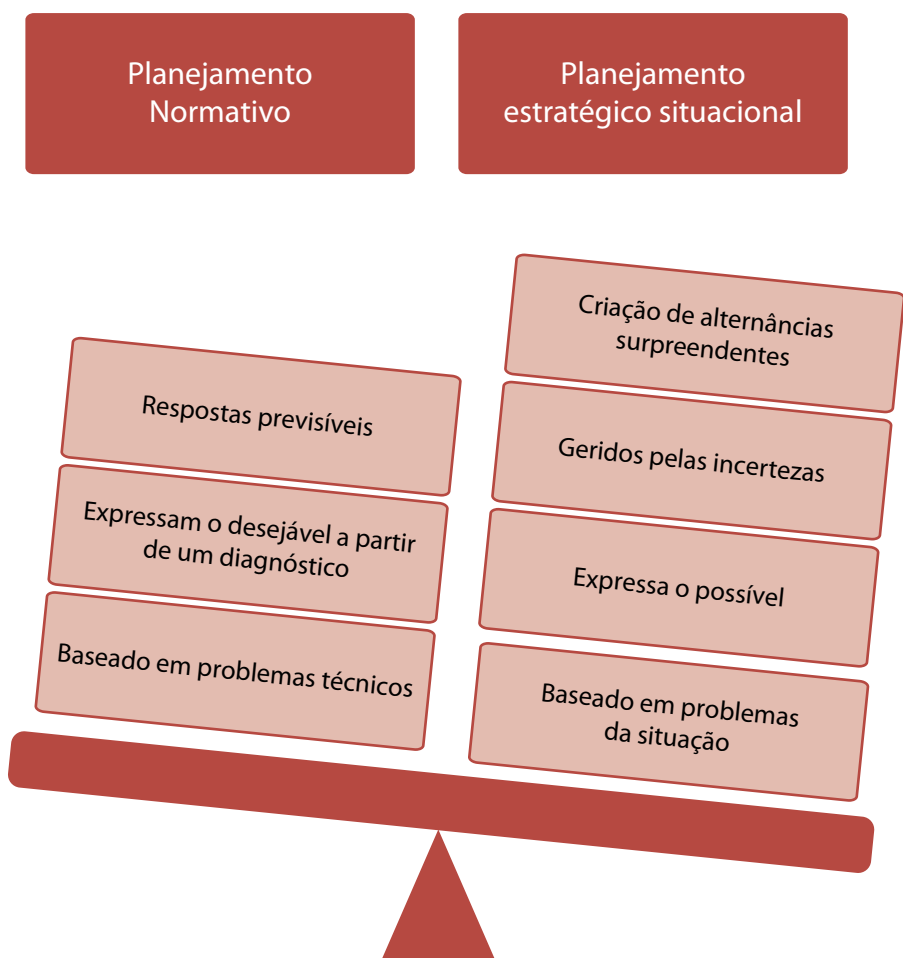 Planejamento
Normativo
Planejamento
estratégico situacional
Respostas previsíveis
Expressam o desejável a partir
de um diagnóstico
Baseado em problemas técnicos
Criação de alternâncias
surpreendentes
Geridos pelas incertezas
Expressa o possível
Baseado em problemas
da situação